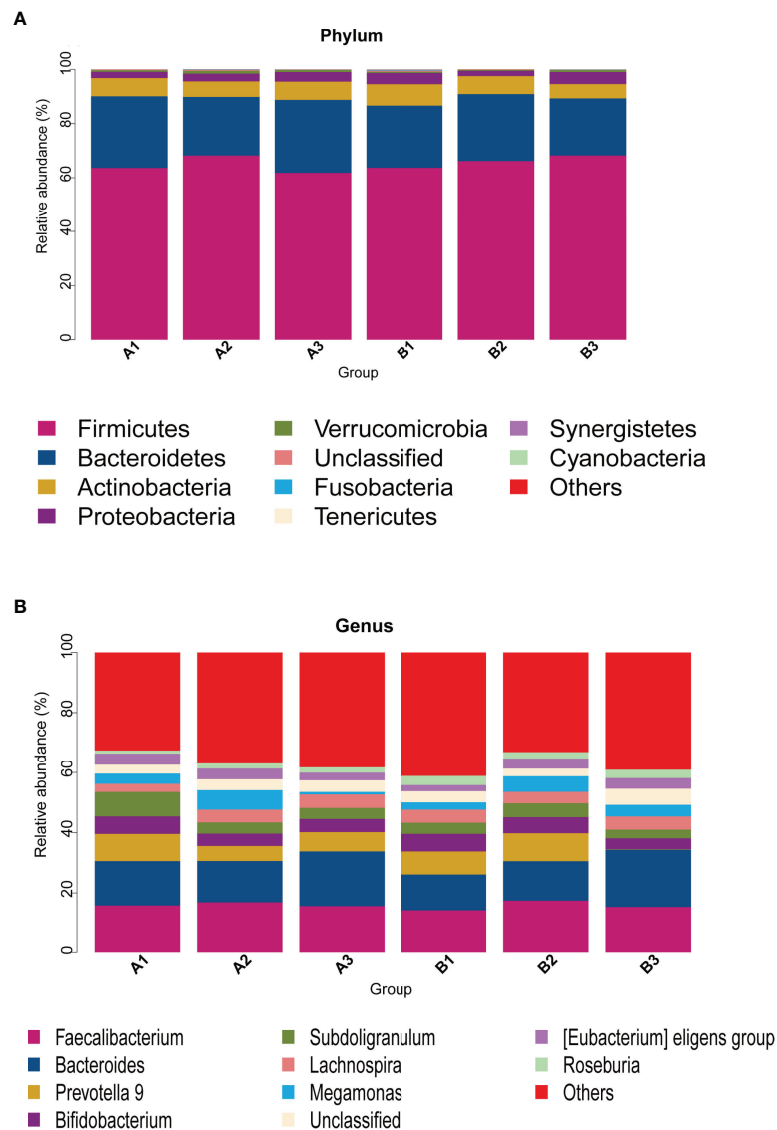 A
Phylum
Relative abundance (%)
100
80
60
40
20
0
A1 A2 A3 B1 B2 B3
Group
Firmicutes Verrucomicrobia Synergistetes
Bacteroidetes Unclassified Cyanobacteria
Actinobacteria Fusobacteria Others
Proteobacteria Tenericutes
B
Genus
Relative abundance (%)
100
80
60
40
20
0
A1 A2 A3 B1 B2 B3
Group
Faecalibacterium Subdoligranulum [Eubacterium] eligens group
Bacteroides Lachnospira Roseburia
Prevotella 9 Megamonas Others
Bifidobacterium Unclassified